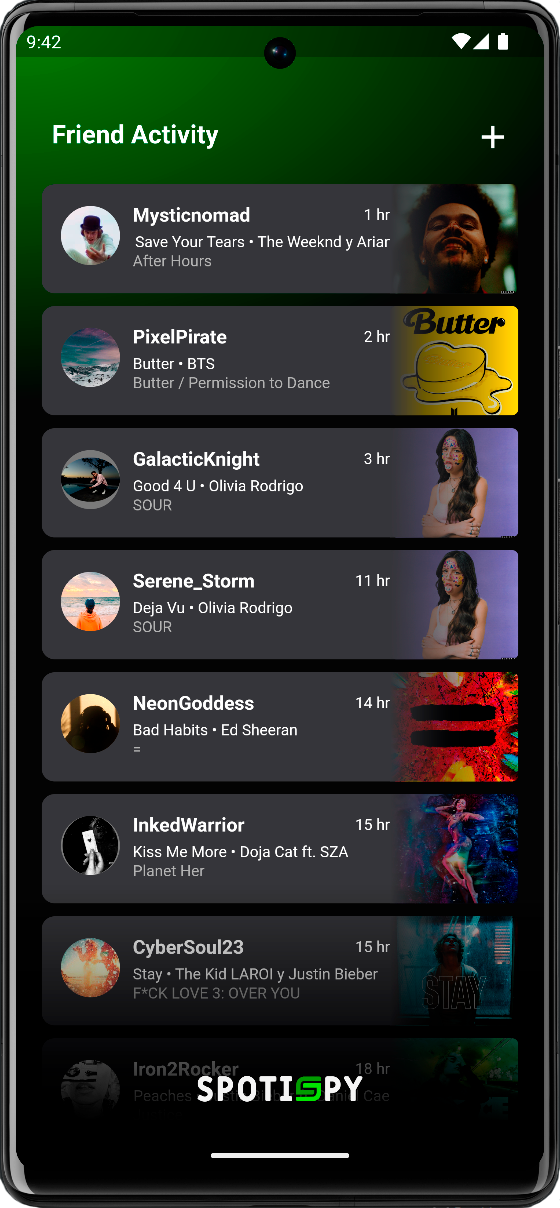 9:42
Friend Activity
Mysticnomad 1 hr
Save Your Tears • The Weeknd y Arian
After Hours
PixelPirate 2 hr
Butter • BTS
Butter / Permission to Dance
Butter
GalacticKnight 3 hr
Good 4 U • Olivia Rodrigo
SOUR
Serene_Storm 11 hr
Deja Vu • Olivia Rodrigo
SOUR
NeonGoddess 14 hr
Bad Habits • Ed Sheeran
=
InkedWarrior 15 hr
Kiss Me More • Doja Cat ft. SZA
Planet Her
CyberSoul23 15 hr
Stay • The Kid LAROI y Justin Bieber
F*CK LOVE 3: OVER YOU
STAY
Iron2Rocker 18 hr
Peaches
SPOTISPY